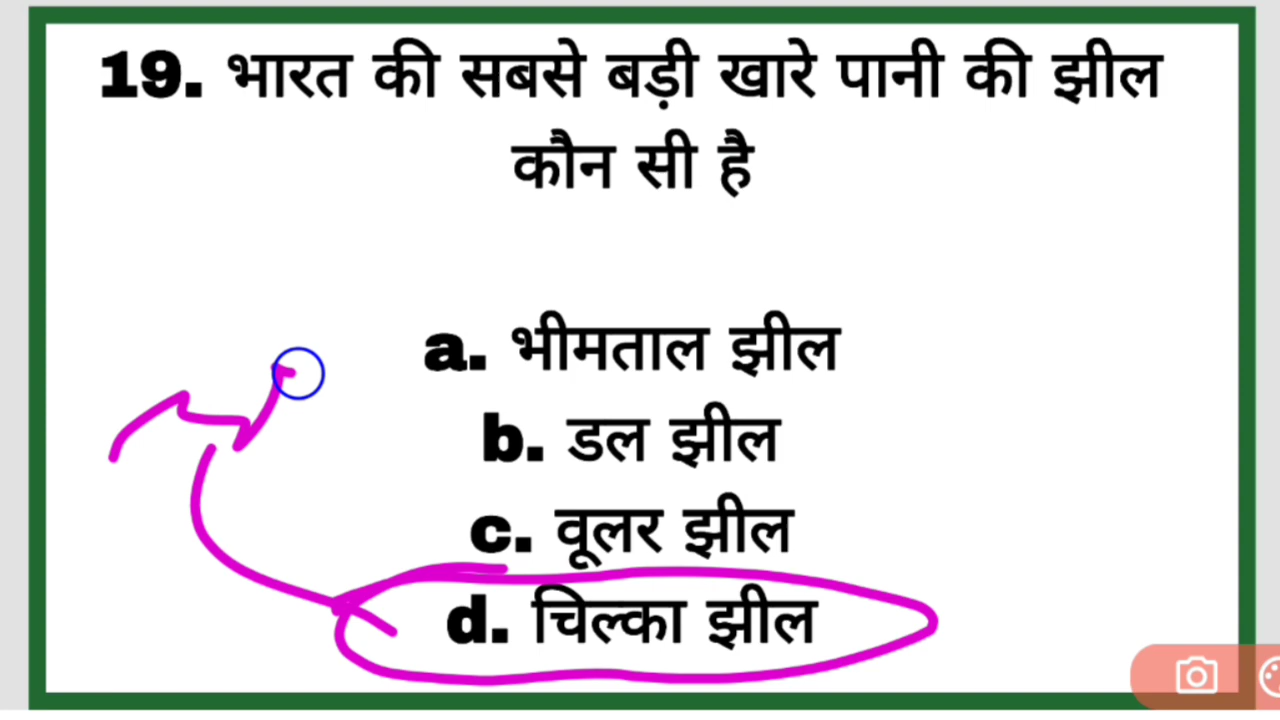 19. भारत की सबसे बड़ी खारे पानी की झील
कौन सी है
a. भीमताल झील
b. डल झील
c. वूलर झील
d. चिल्का झील